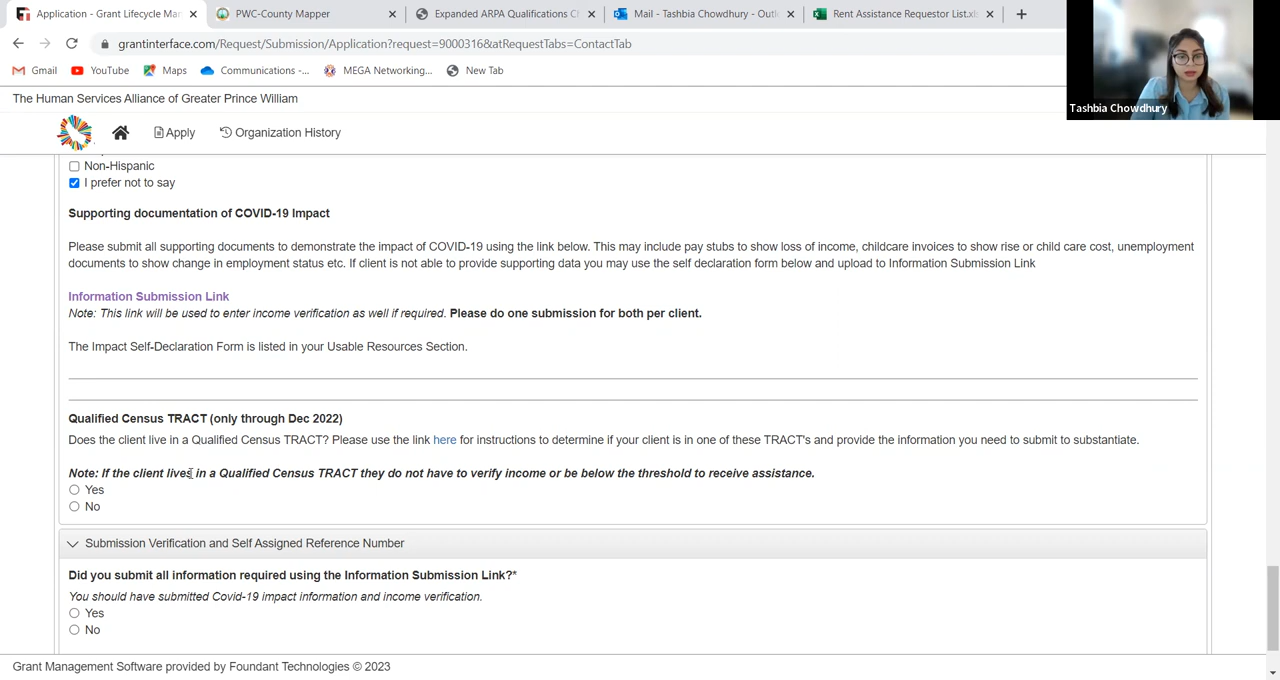 Application - Grant Lifecycle Mar
PWC-County Mapper
Expanded ARPA Qualifications Ch
Mail - Tashbia Chowdhury - Outl
Rent Assistance Requestor List.xl
grantinterface.com/Request/Submission/Application?request=9000316&atRequestTabs=ContactTab
Gmail
YouTube
Maps
Communications -...
MEGA Networking...
New Tab
Tashbia Chowdhury
The Human Services Alliance of Greater Prince William
Apply
Organization History
Non-Hispanic
I prefer not to say
Supporting documentation of COVID-19 Impact
Please submit all supporting documents to demonstrate the impact of COVID-19 using the link below. This may include pay stubs to show loss of income, childcare invoices to show rise or child care cost, unemployment
documents to show change in employment status etc. If client is not able to provide supporting data you may use the self declaration form below and upload to Information Submission Link
Information Submission Link
Note: This link will be used to enter income verification as well if required. Please do one submission for both per client.
The Impact Self-Declaration Form is listed in your Usable Resources Section.
Qualified Census TRACT (only through Dec 2022)
Does the client live in a Qualified Census TRACT? Please use the link here for instructions to determine if your client is in one of these TRACT's and provide the information you need to submit to substantiate.
Note: If the client lives in a Qualified Census TRACT they do not have to verify income or be below the threshold to receive assistance.
Yes
No
Submission Verification and Self Assigned Reference Number
Did you submit all information required using the Information Submission Link?*
You should have submitted Covid-19 impact information and income verification.
Yes
No
Grant Management Software provided by Foundant Technologies © 2023